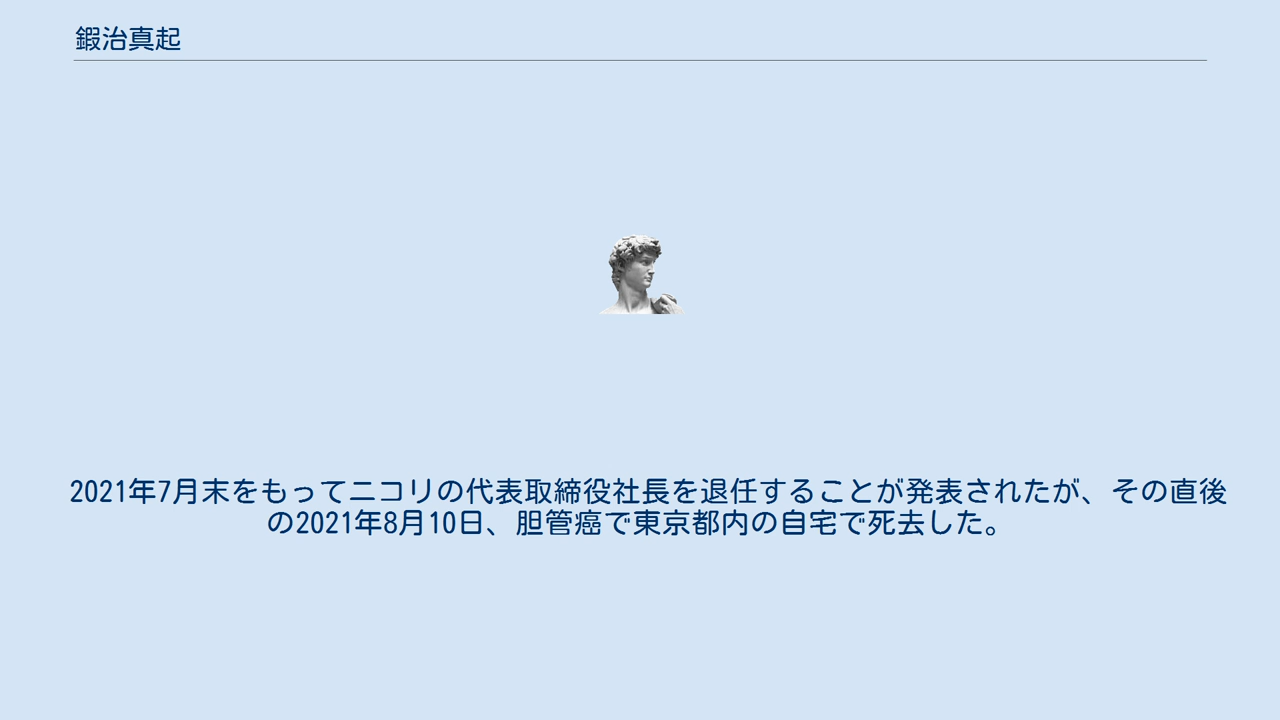 鍜治真起
2021年7月末をもってニコリの代表取締役社長を退任することが発表されたが、その直後
の2021年8月10日、胆管癌で東京都内の自宅で死去した。